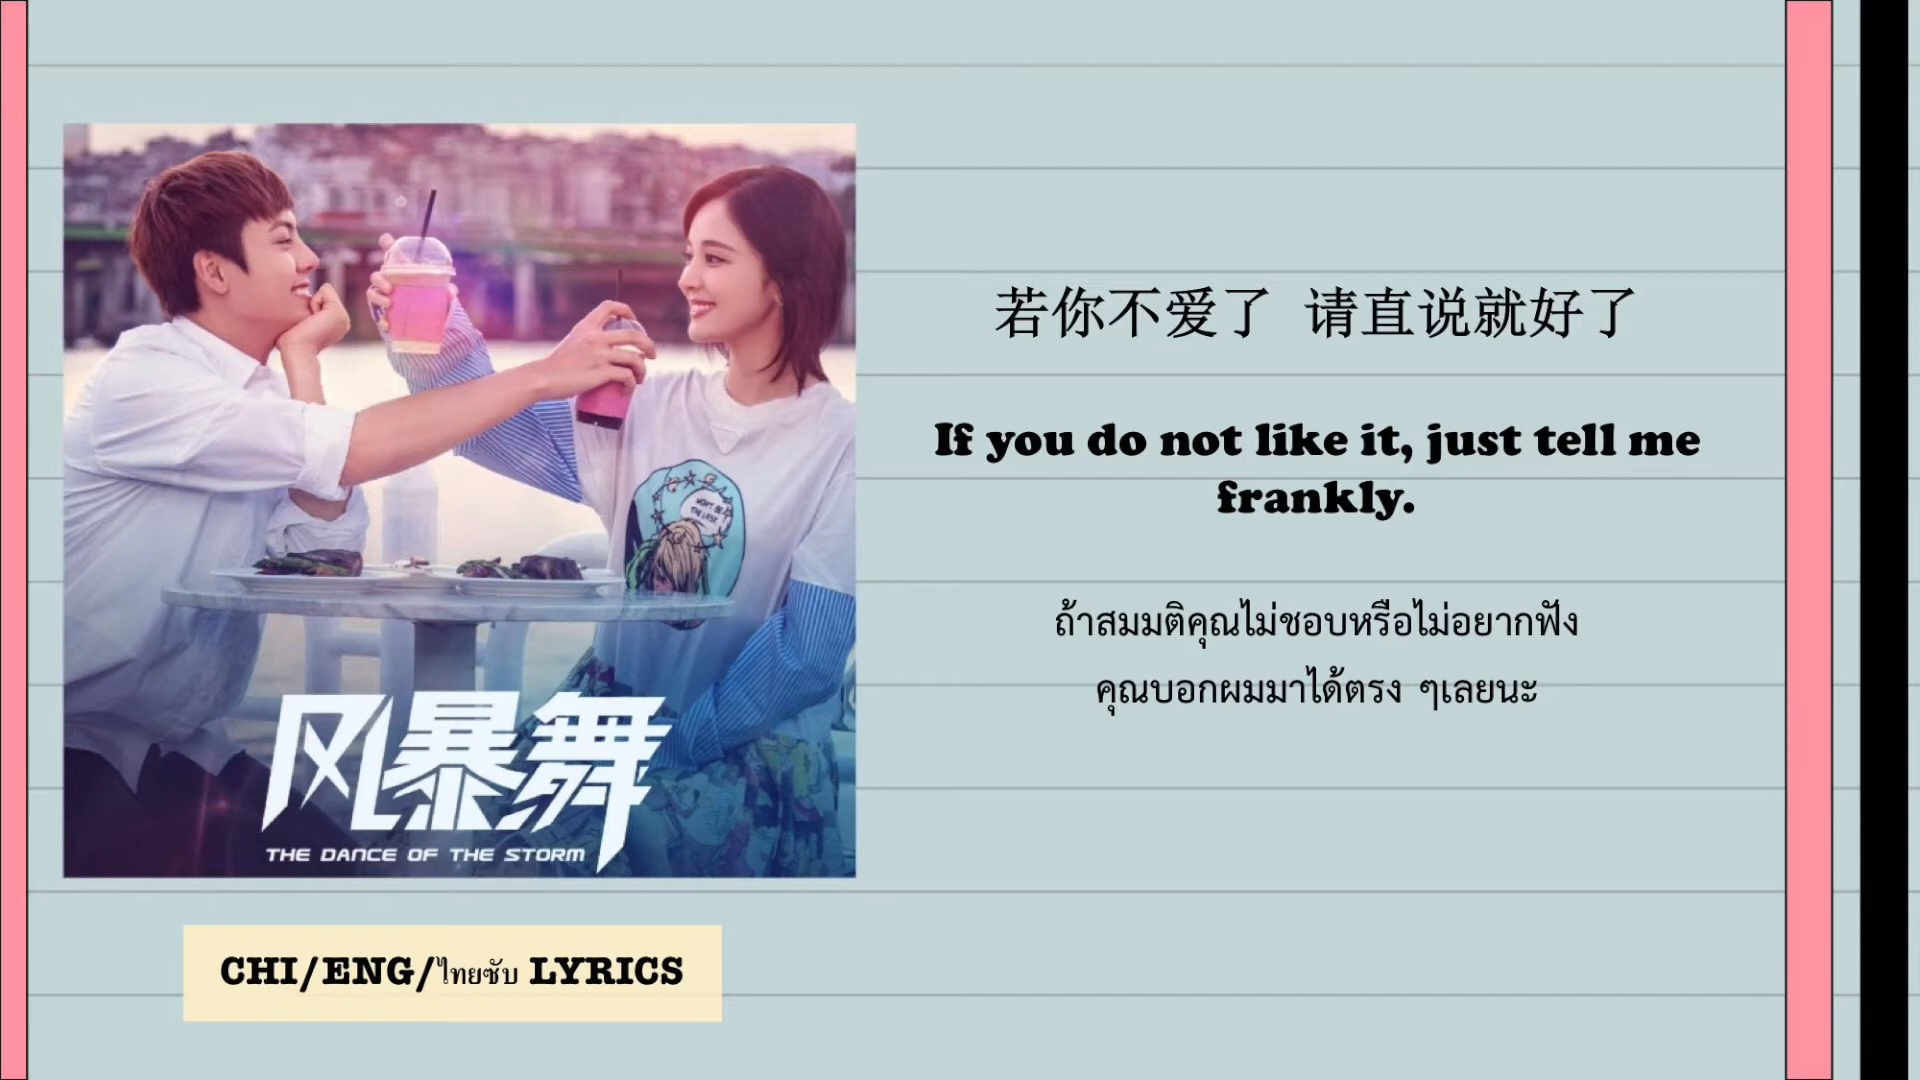 若你不爱了 请直说就好了
If you do not like it, just tell me
frankly.
ถ้าสมมติคุณไม่ชอบหรือไม่อยากฟัง
คุณบอกผมมาได้ตรง ๆเลยนะ
WON'T BE
THE LAST
风暴舞
THE DANCE OF THE STORM
CHI/ENG/ไทยซับ LYRICS